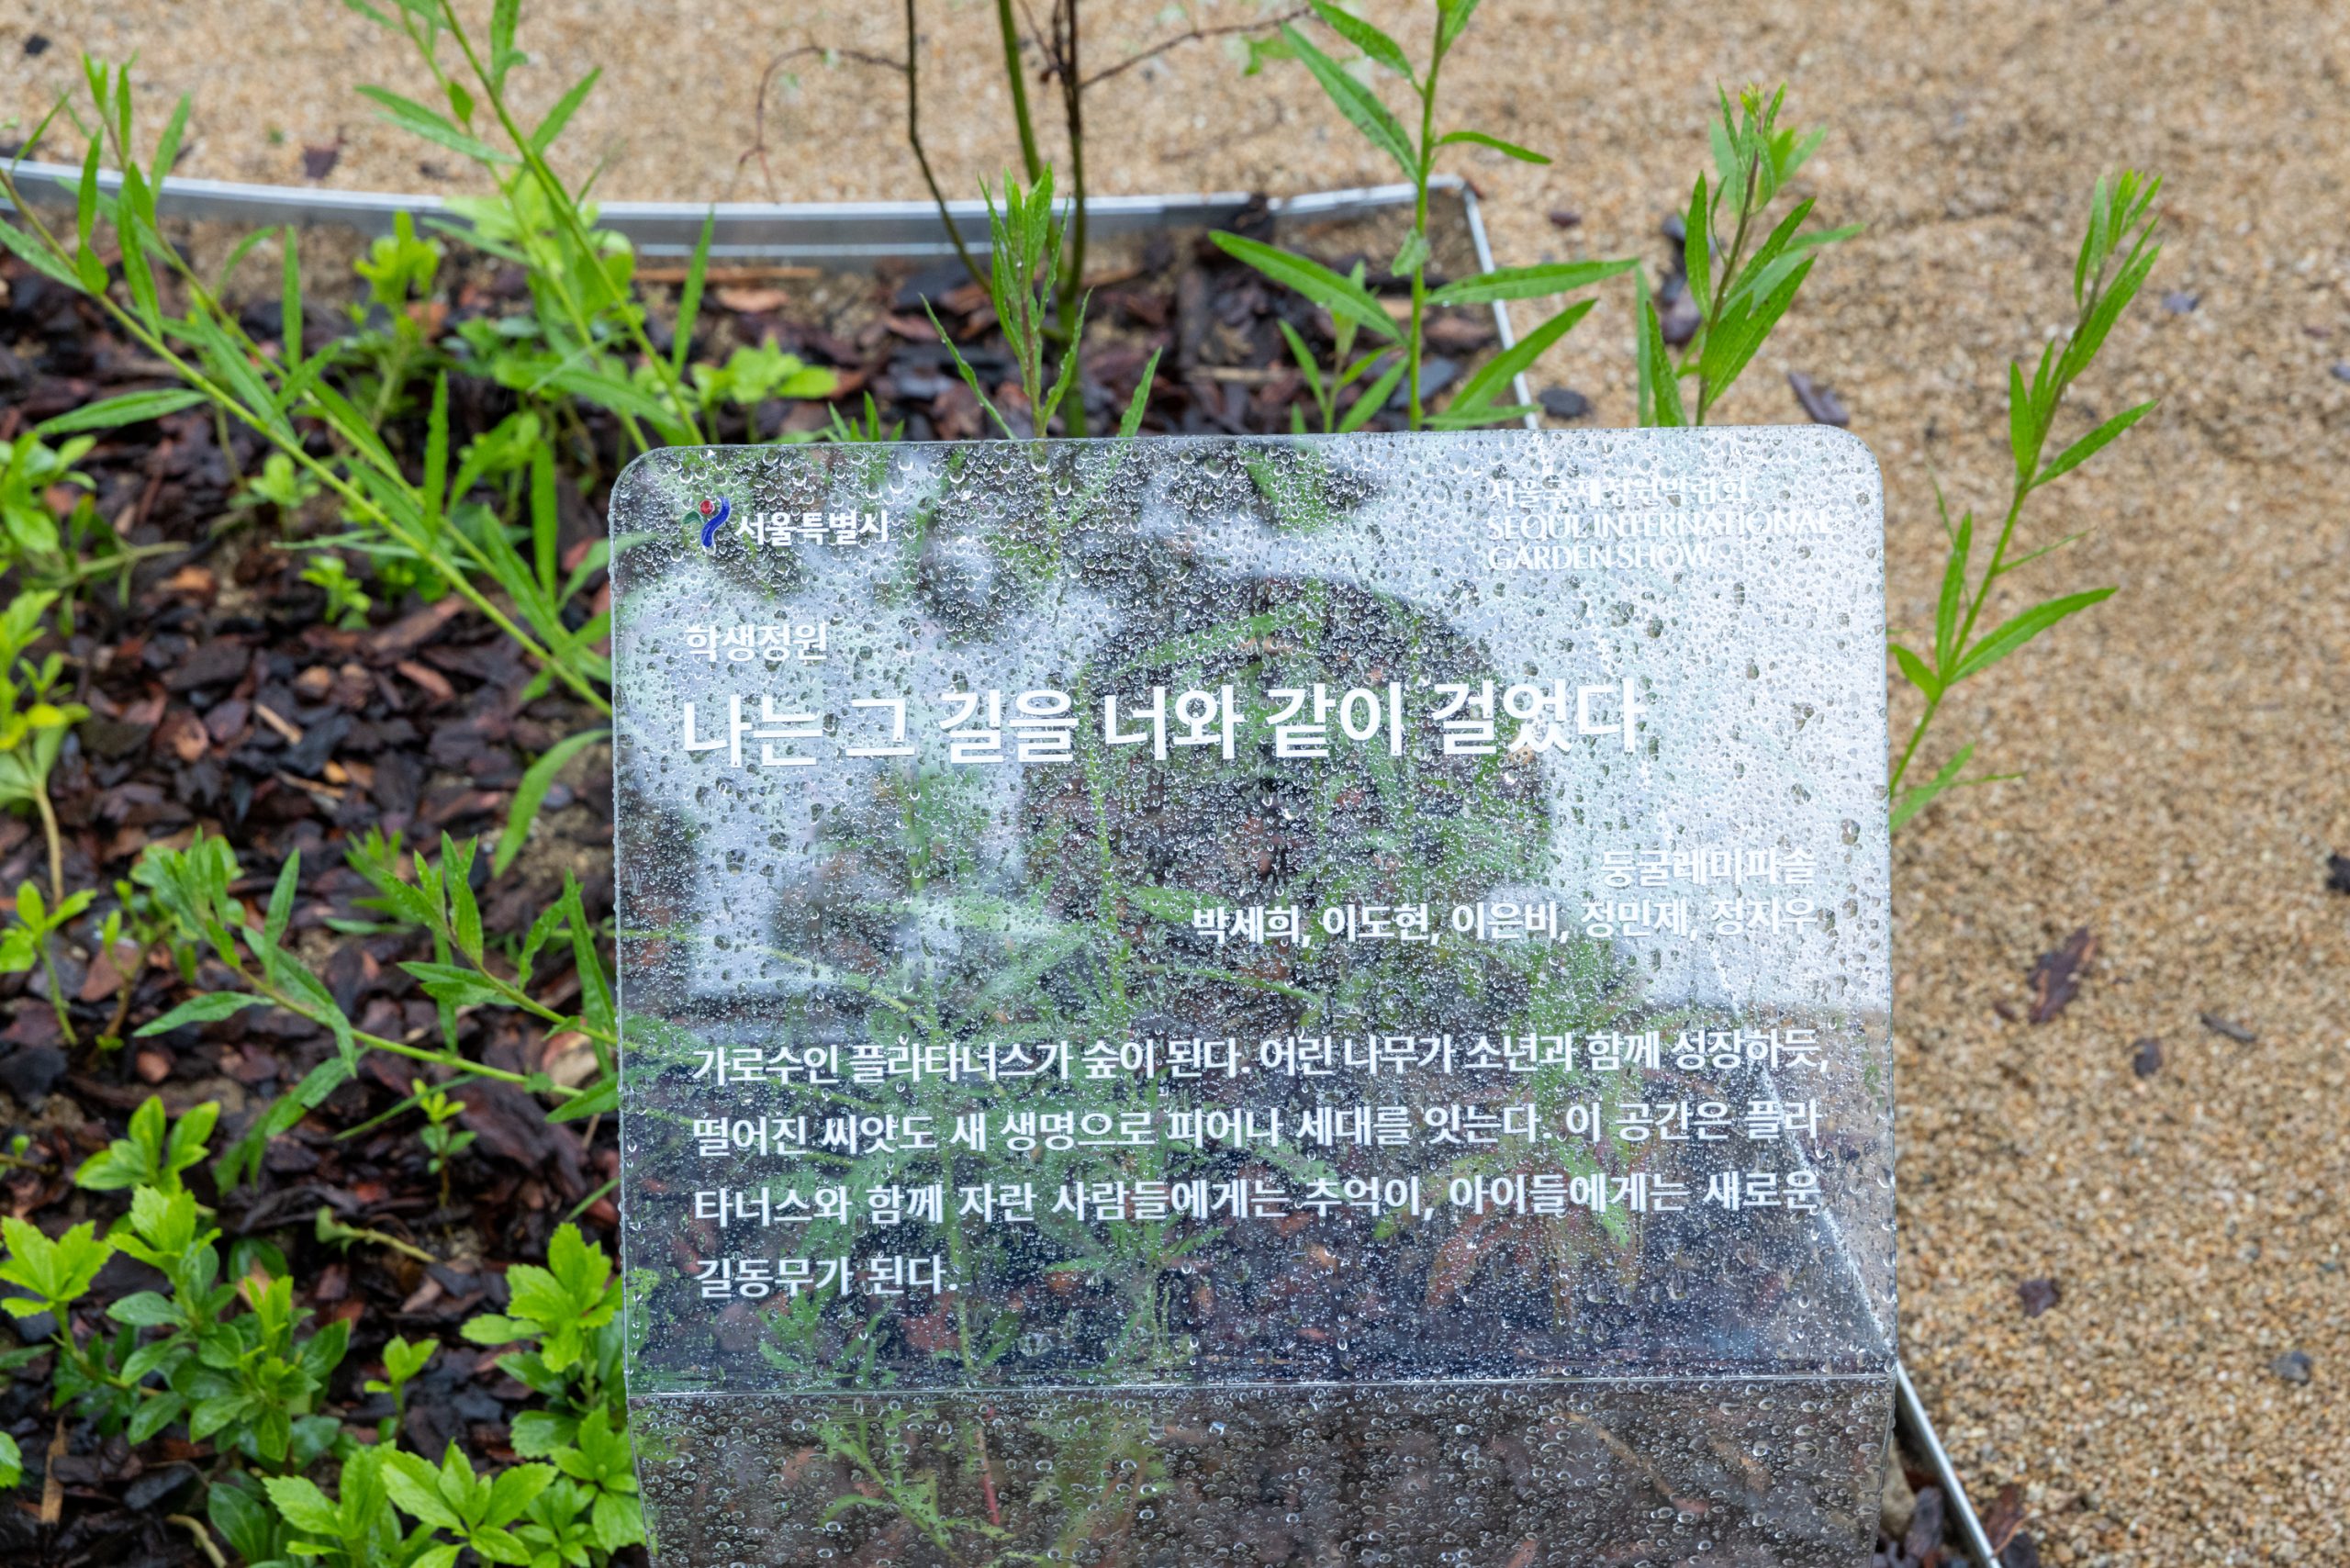 서울특별시
서울국제정원박람회
SEOUL INTERNATIONAL
GARDEN SHOW
학생정원
나는 그 길을 너와 같이 걸었다
둥굴레미파솔
박세희, 이도현, 이은비, 정민제, 정지우
가로수인 플라타너스가 숲이 된다. 어린 나무가 소년과 함께 성장하듯,
떨어진 씨앗도 새 생명으로 피어나 세대를 잇는다. 이 공간은 플라
타너스와 함께 자란 사람들에게는 추억이, 아이들에게는 새로운
길동무가 된다.